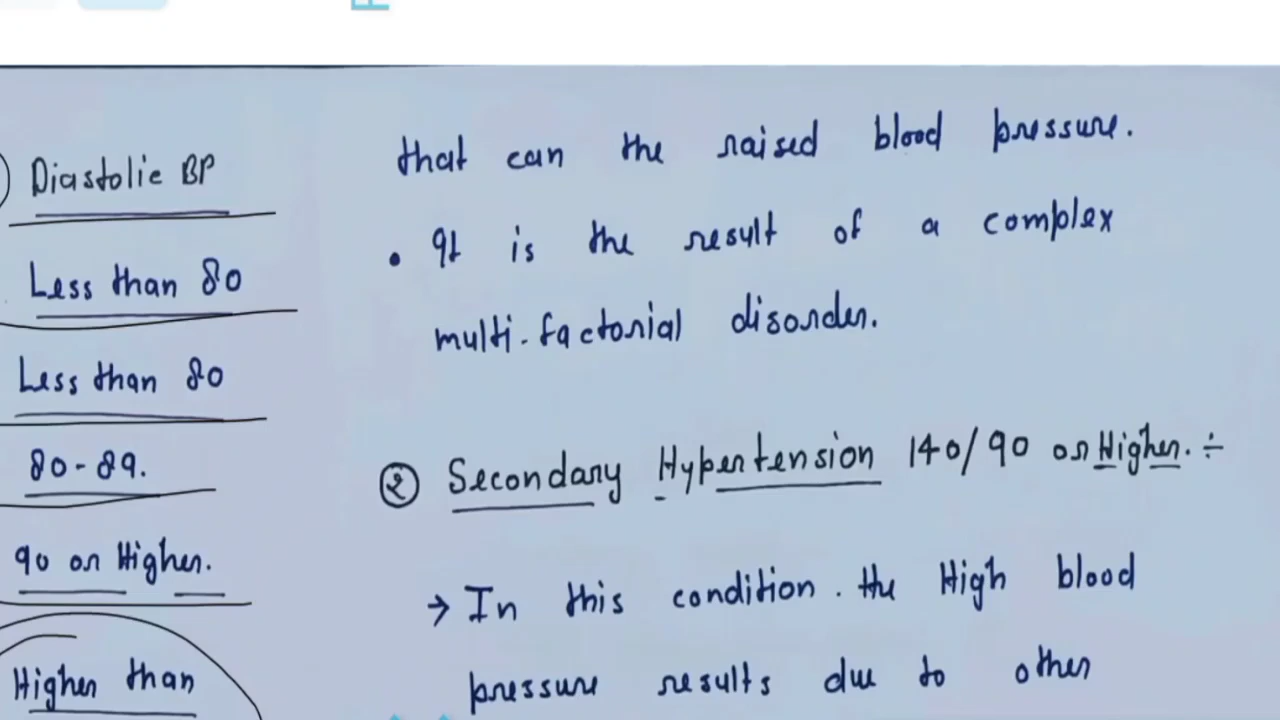 Diastolic BP
Less than 80
Less than 80
80-89.
90 or Higher.
Higher than
that can the raised blood pressure.
• It is the result of a complex
multi-factorial disorder.
② Secondary Hypertension 140/90 or Higher. ÷
→ In this condition. the High blood
pressure results due to other